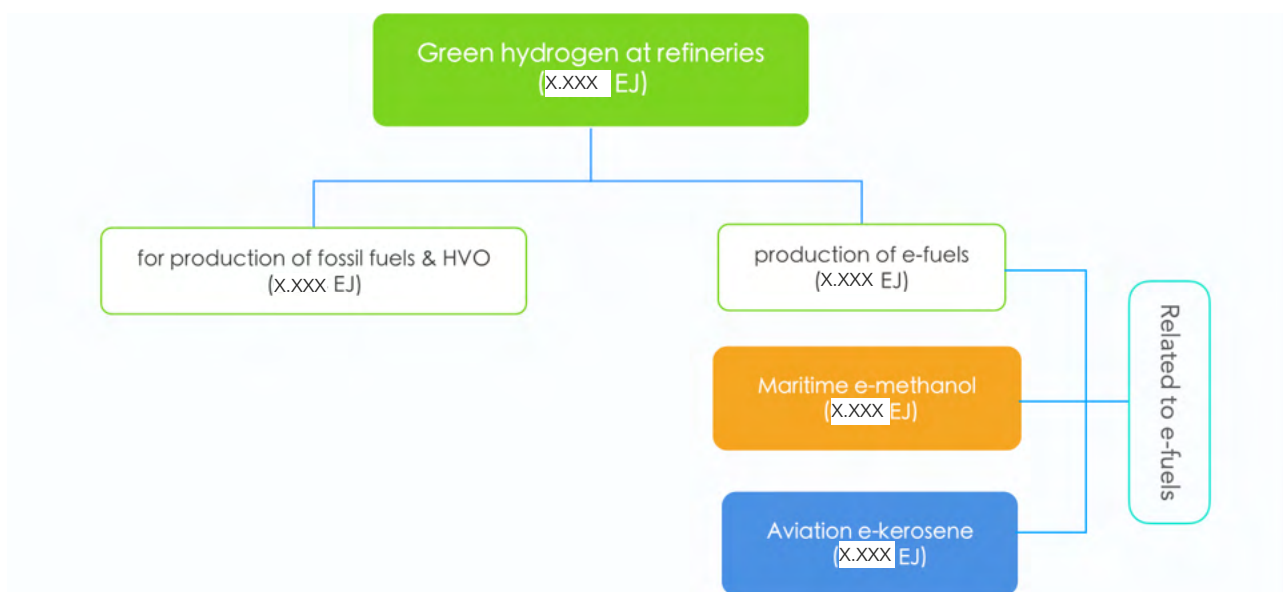 Green hydrogen at refineries
(X.XXX EJ)
for production of fossil fuels & HVO
(X.XXX EJ)
production of e-fuels
(X.XXX EJ)
Maritime e-methanol
(X.XXX EJ)
Aviation e-kerosene
(X.XXX EJ)
Related to e-fuels